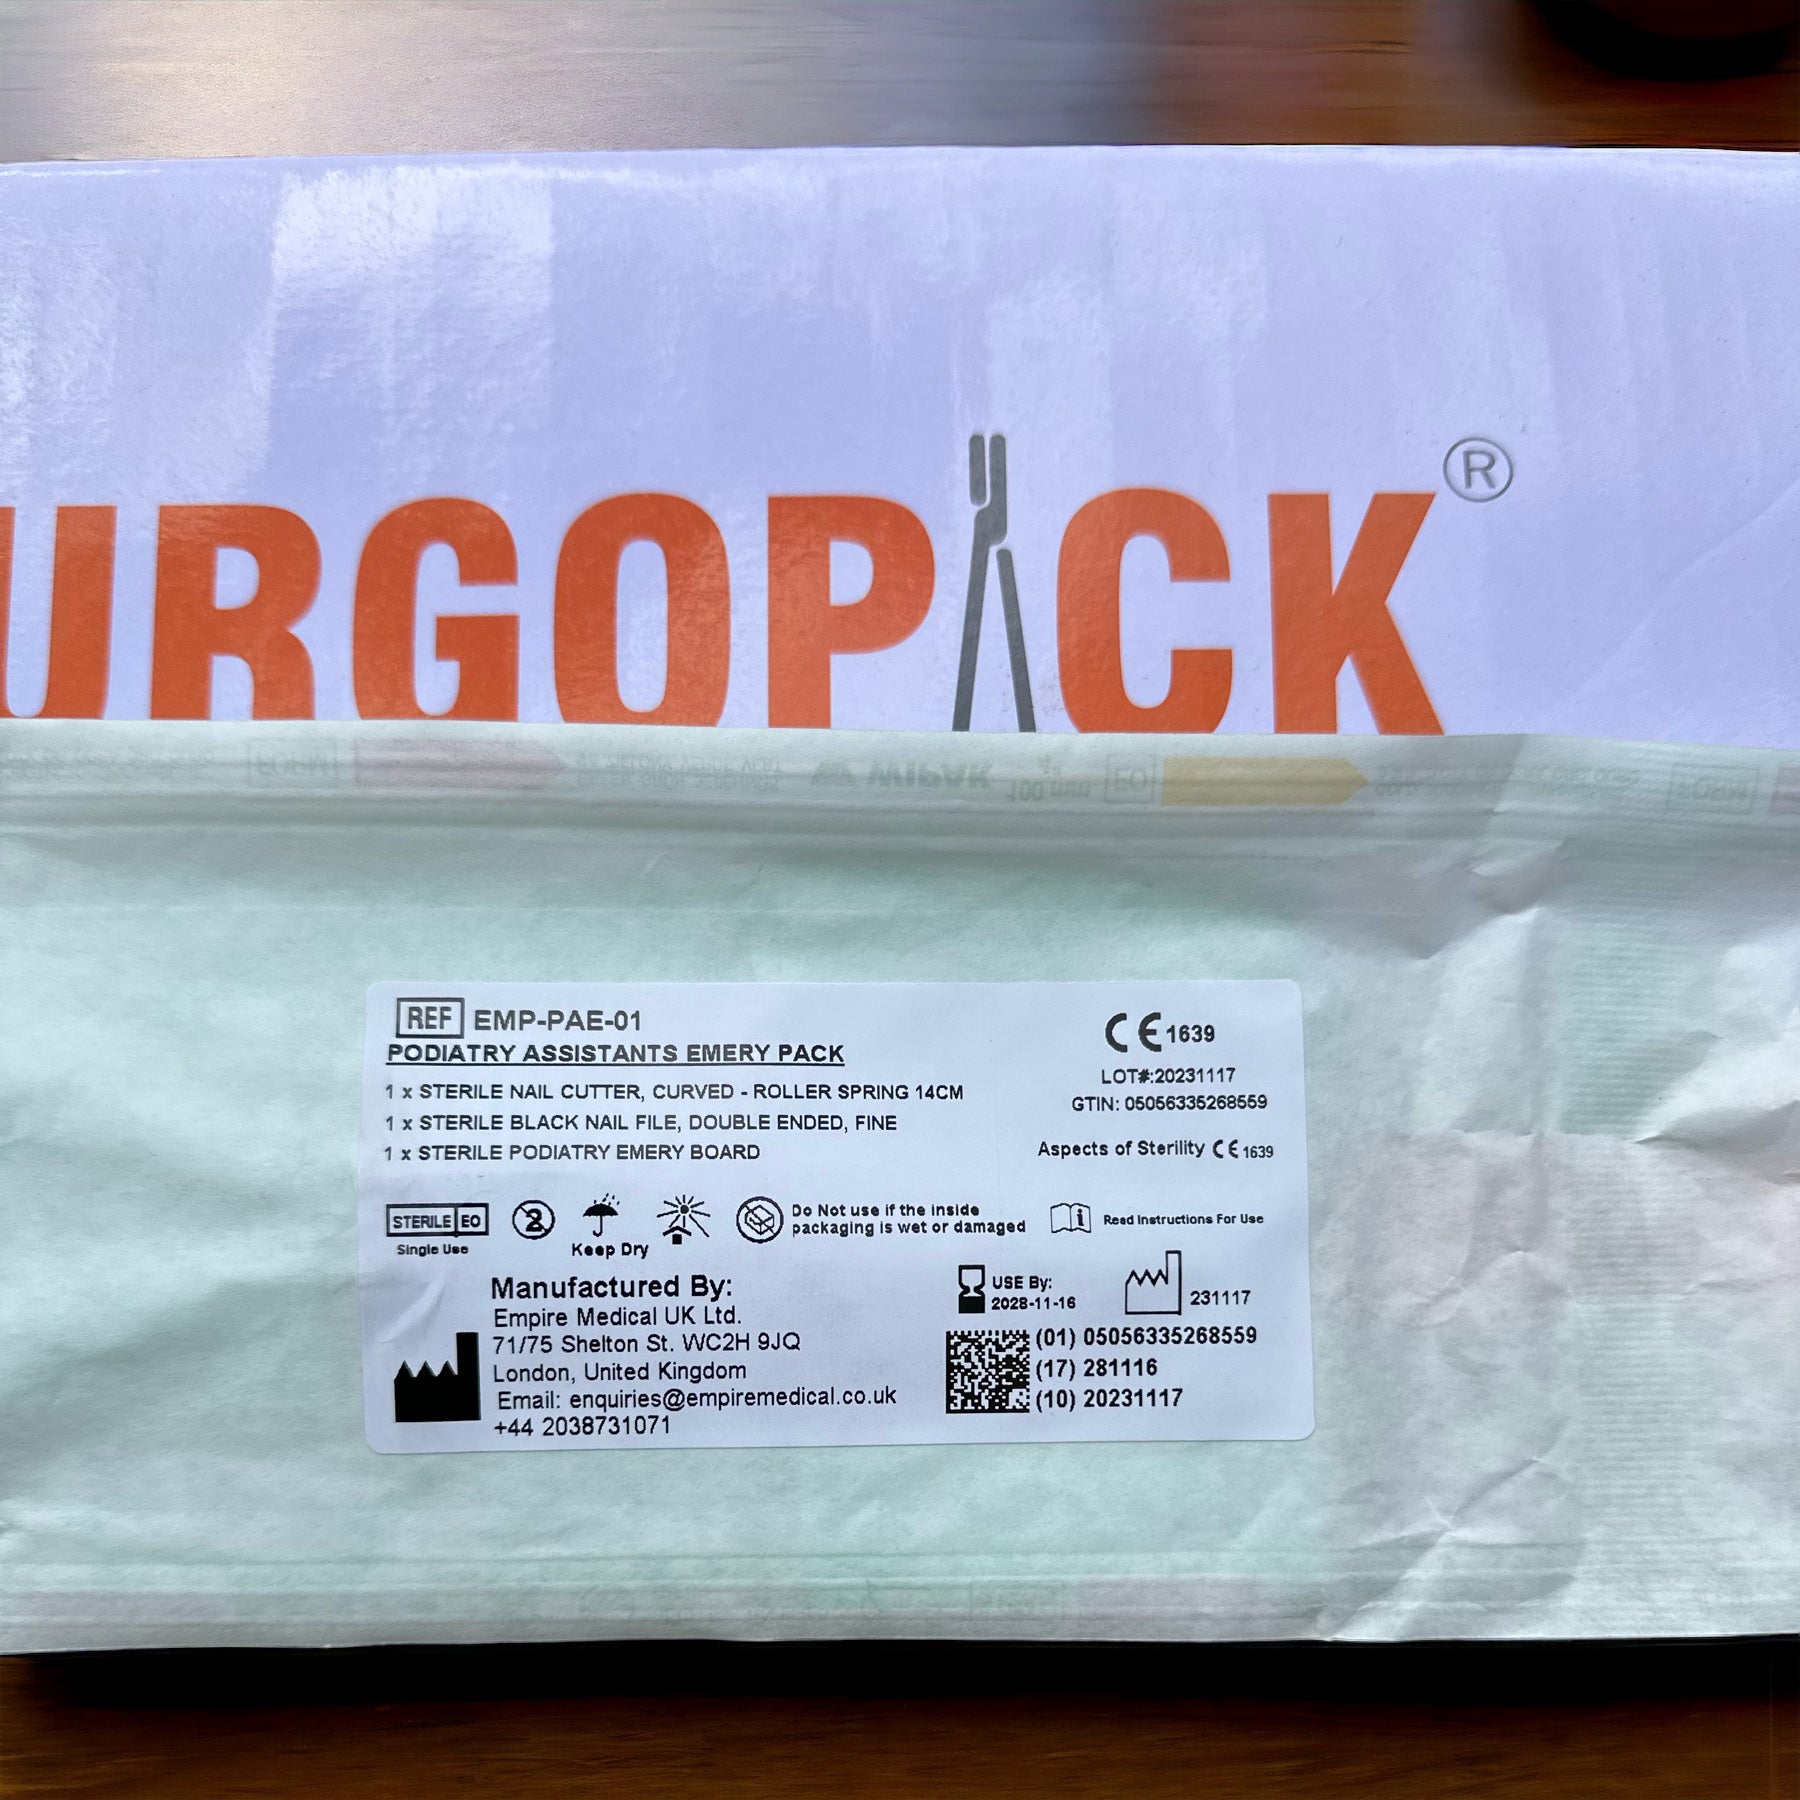 URGOPACK®
WIPAK 100 mm EO
REF EMP-PAE-01
PODIATRY ASSISTANTS EMERY PACK
1 x STERILE NAIL CUTTER, CURVED - ROLLER SPRING 14CM
1 x STERILE BLACK NAIL FILE, DOUBLE ENDED, FINE
1 x STERILE PODIATRY EMERY BOARD
CE 1639
LOT#:20231117
GTIN: 05056335268559
Aspects of Sterility CE 1639
STERILE EO
Single Use
2
Keep Dry
Do Not use if the inside
packaging is wet or damaged
i Read Instructions For Use
Manufactured By:
Empire Medical UK Ltd.
71/75 Shelton St. WC2H 9JQ
London, United Kingdom
Email: enquiries@empiremedical.co.uk
+44 2038731071
USE By:
2028-11-16
231117
(01) 05056335268559
(17) 281116
(10) 20231117